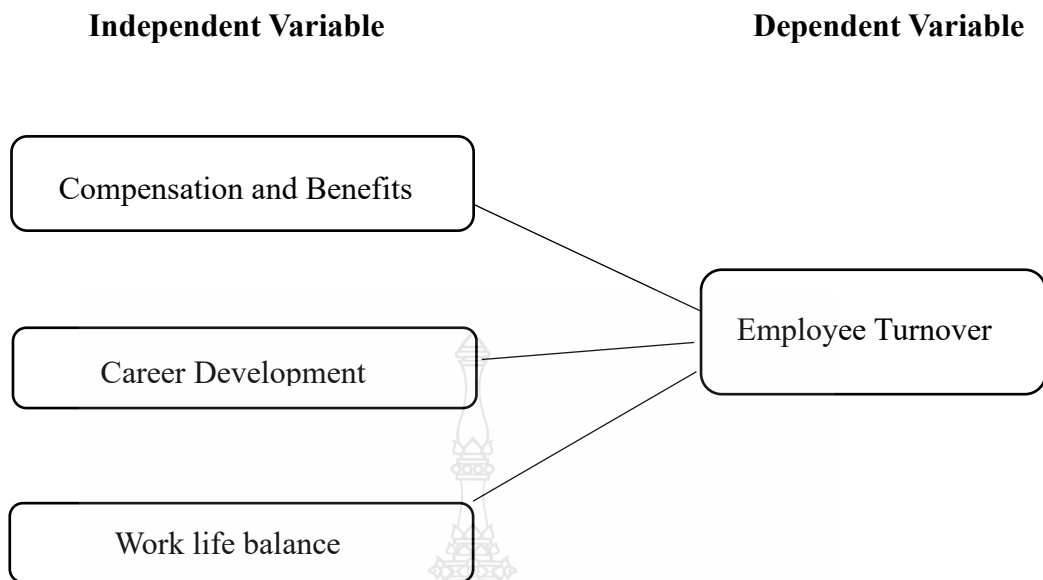 Independent Variable
Dependent Variable
Compensation and Benefits
Employee Turnover
Career Development
Work life balance